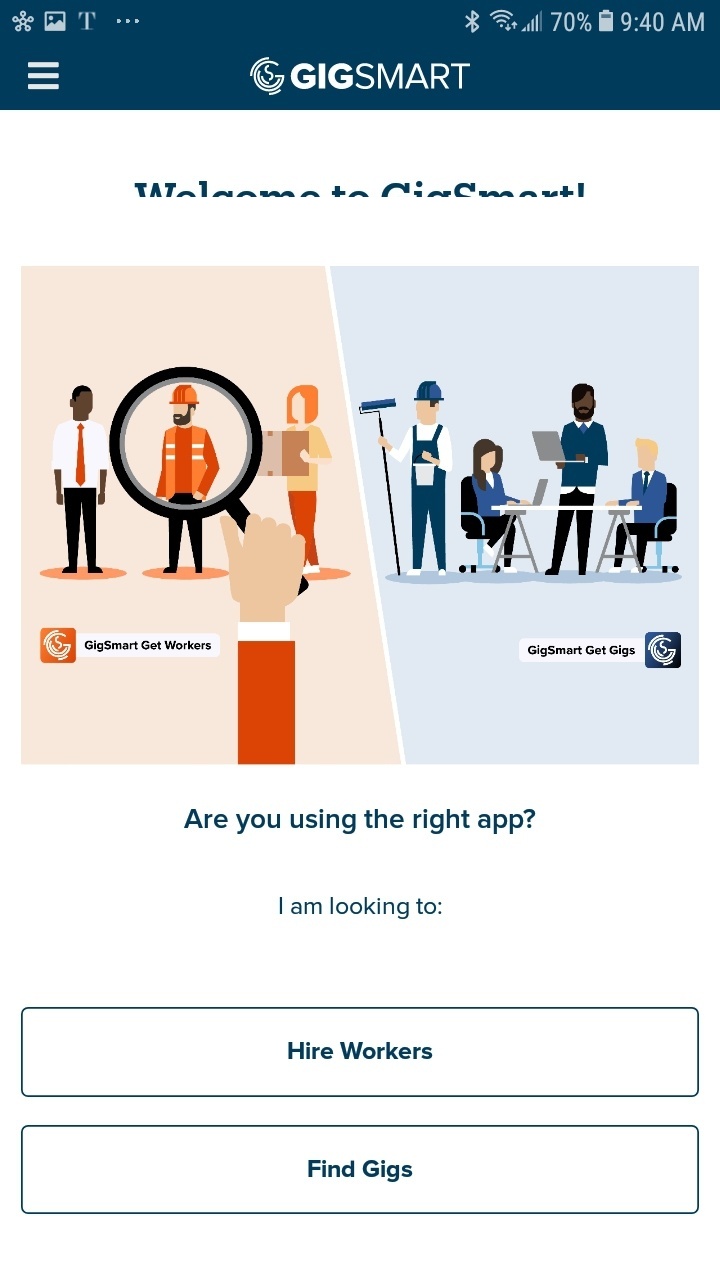 T ... 70% 9:40 AM
GIGSMART
Welcome to GigSmart!
GigSmart Get Workers
GigSmart Get Gigs
Are you using the right app?
I am looking to:
Hire Workers
Find Gigs